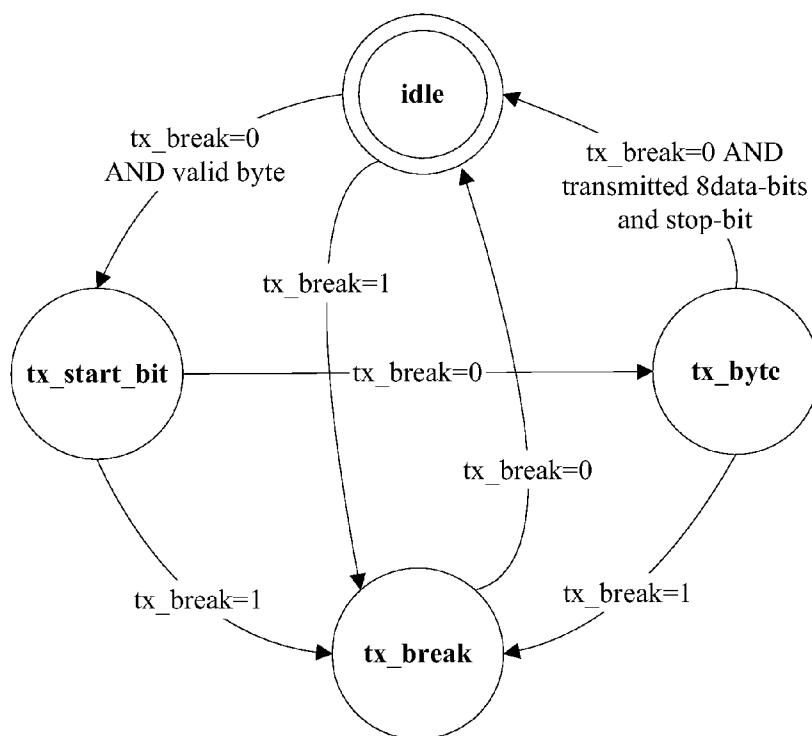 idle
tx_break=0
AND valid byte
tx_break=0 AND
transmitted 8data-bits
and stop-bit
tx_break=1
tx_start_bit
tx_break=0
tx_byte
tx_break=0
tx_break=1
tx_break=1
tx_break